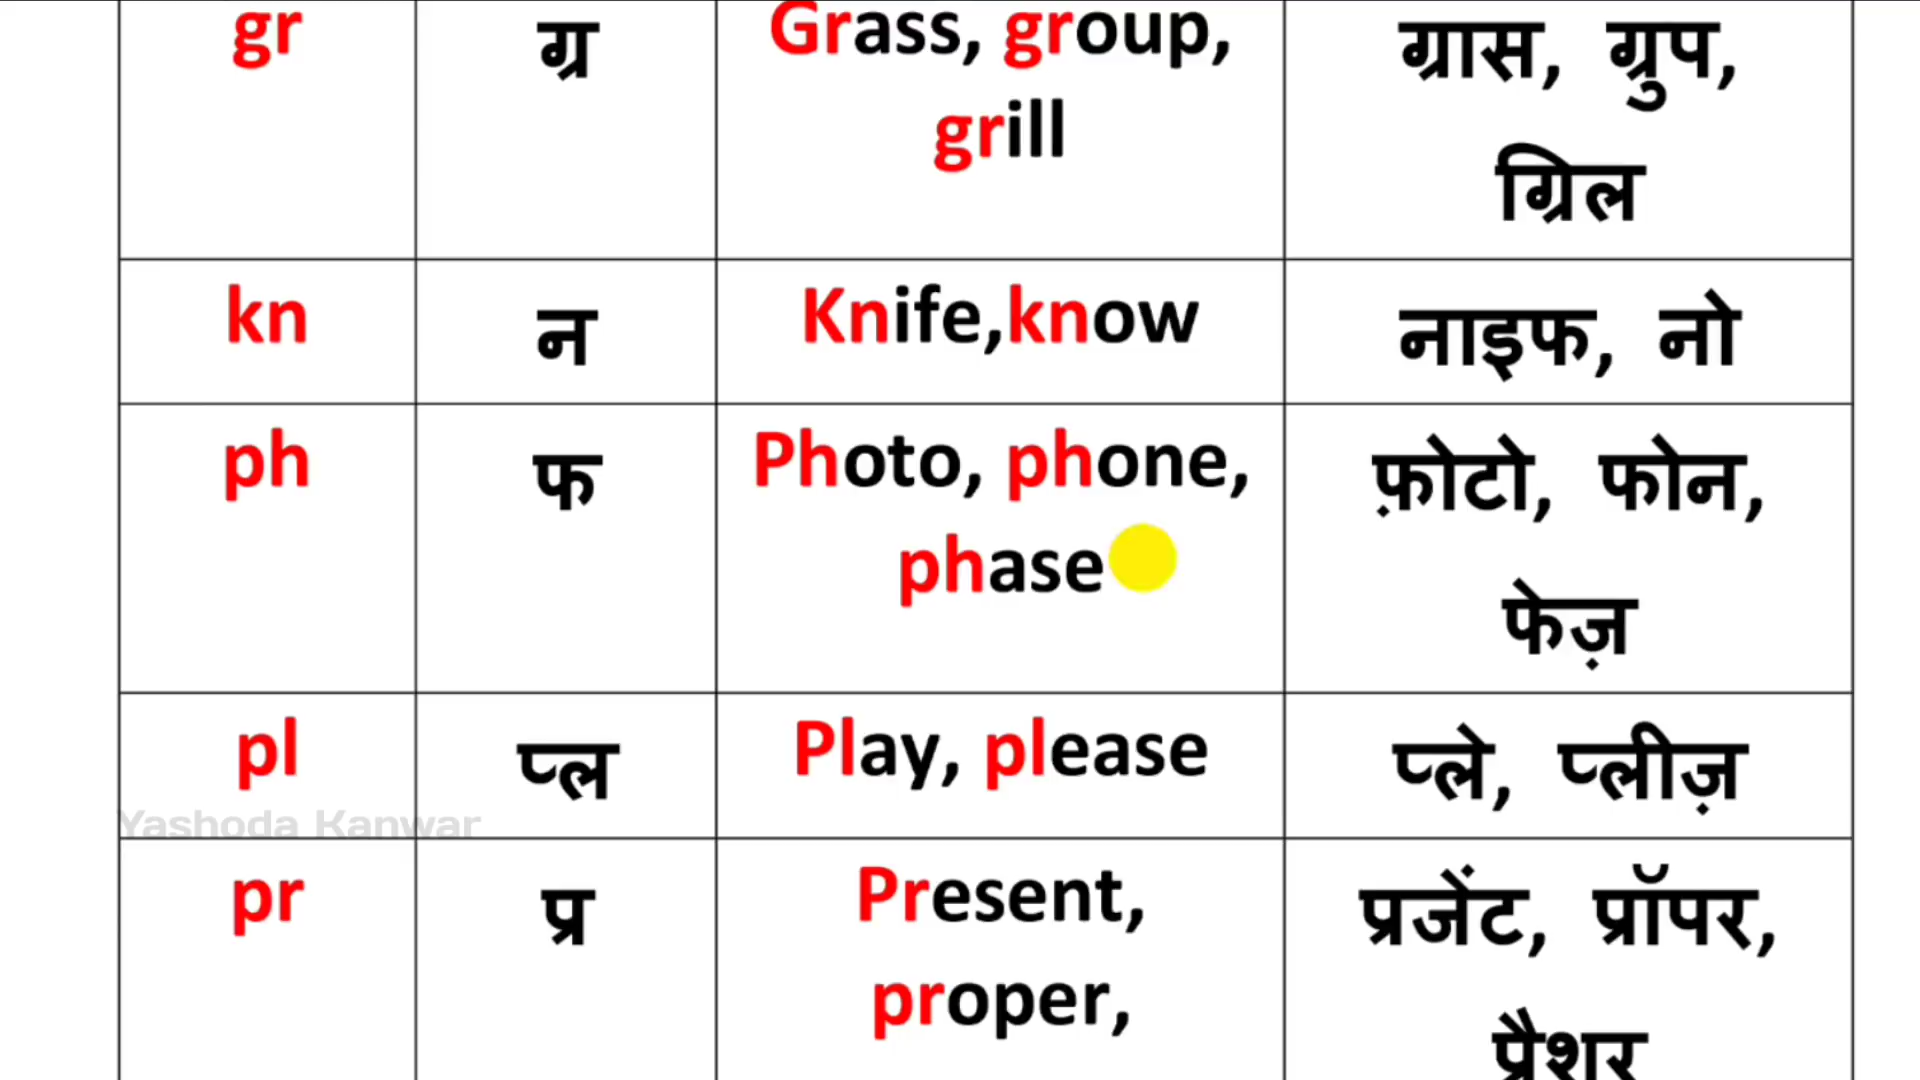 gr ग्र Grass, group, ग्रास, ग्रुप,
grill ग्रिल
kn न Knife,know नाइफ, नो
ph फ Photo, phone, फ़ोटो, फोन,
phase फेज़
pl प्ल Play, please प्ले, प्लीज़
Yashoda Kanwar
pr प्र Present, प्रजेंट, प्रॉपर,
proper, प्रैशर